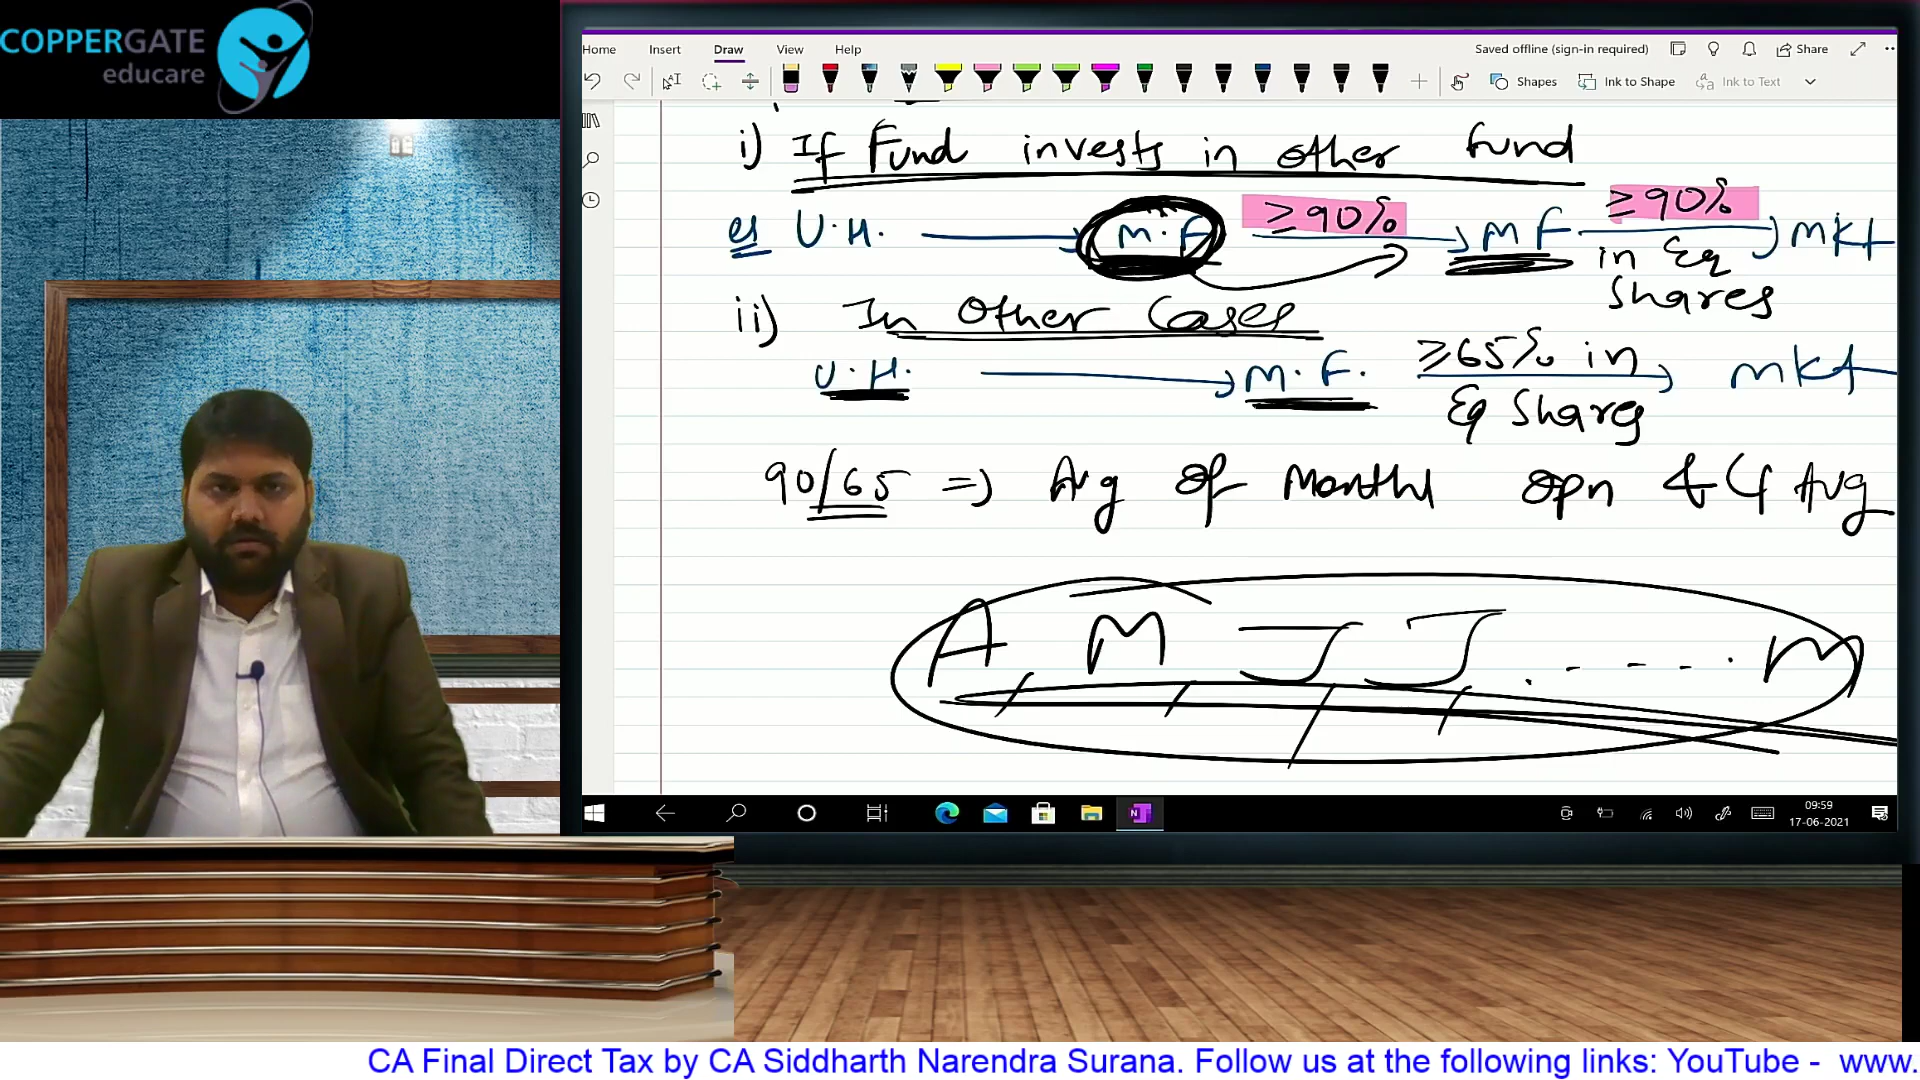 COPPERGATE
educare
Home Insert Draw View Help Saved offline (sign-in required) Share
Shapes Ink to Shape Ink to Text
i) If Fund invests in other fund
eg U.H. M.F ≥90% MF ≥90% mkt
in Eq
Shares
ii) In Other Cases
U.H. M.F. ≥65% in mkt
Eq Shares
90/65 => Avg of Monthl opn & Avg
A, M J J ..... M
09:59
17-06-2021
CA Final Direct Tax by CA Siddharth Narendra Surana. Follow us at the following links: YouTube - www.